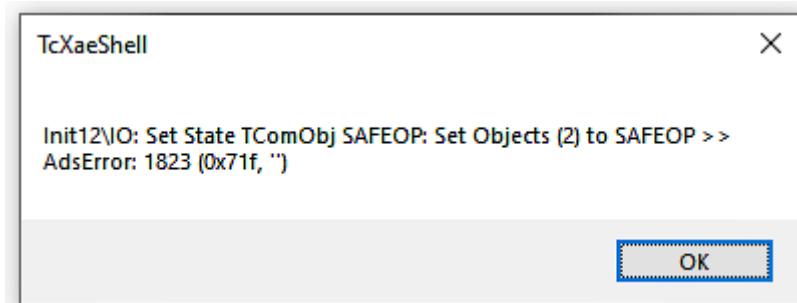 TcXaeShell
Init12\IO: Set State TComObj SAFEOP: Set Objects (2) to SAFEOP >>
AdsError: 1823 (0x71f, '')
OK